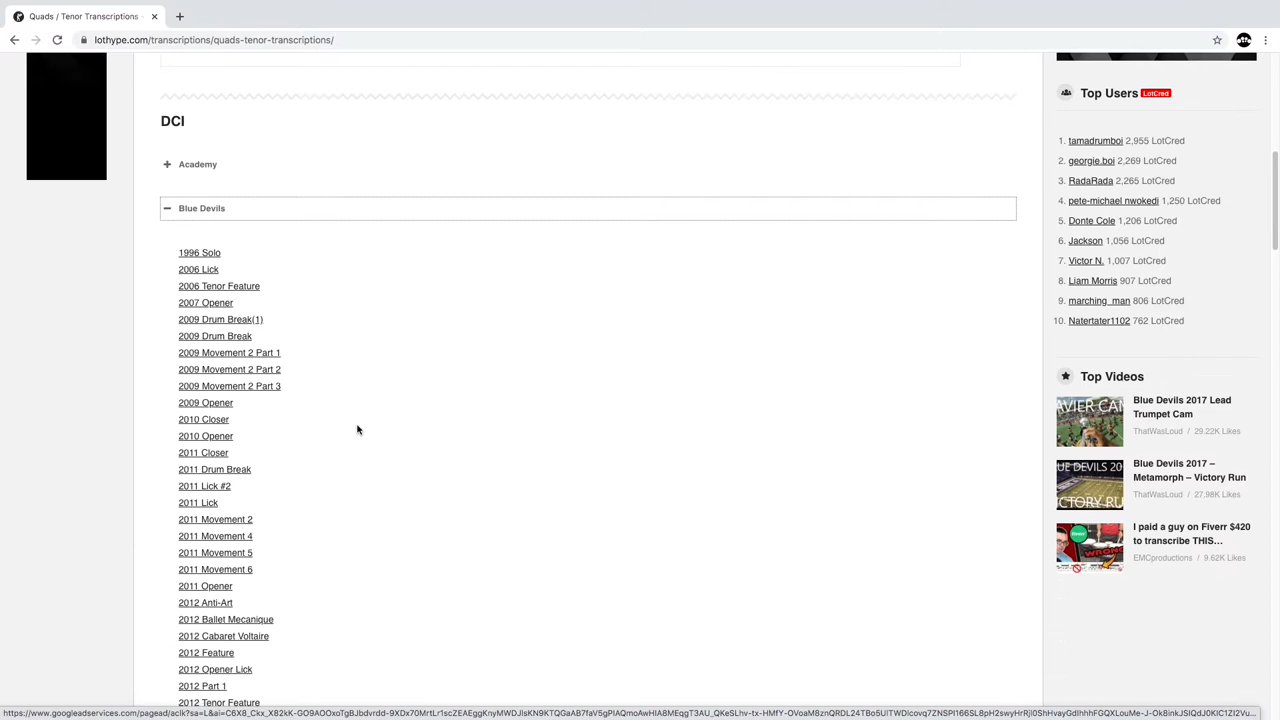 Quads / Tenor Transcriptions
lothype.com/transcriptions/quads-tenor-transcriptions/
DCI
Academy
Blue Devils
1996 Solo
2006 Lick
2006 Tenor Feature
2007 Opener
2009 Drum Break(1)
2009 Drum Break
2009 Movement 2 Part 1
2009 Movement 2 Part 2
2009 Movement 2 Part 3
2009 Opener
2010 Closer
2010 Opener
2011 Closer
2011 Drum Break
2011 Lick #2
2011 Lick
2011 Movement 2
2011 Movement 4
2011 Movement 5
2011 Movement 6
2011 Opener
2012 Anti-Art
2012 Ballet Mecanique
2012 Cabaret Voltaire
2012 Feature
2012 Opener Lick
2012 Part 1
2012 Tenor Feature
Top Users LotCred
1. tamadrumboi 2,955 LotCred
2. georgie.boi 2,269 LotCred
3. RadaRada 2,265 LotCred
4. pete-michael nwokedi 1,250 LotCred
5. Donte Cole 1,206 LotCred
6. Jackson 1,056 LotCred
7. Victor N. 1,007 LotCred
8. Liam Morris 907 LotCred
9. marching_man 806 LotCred
10. Natertater1102 762 LotCred
Top Videos
Blue Devils 2017 Lead
Trumpet Cam
ThatWasLoud / 29.22K Likes
Blue Devils 2017 –
Metamorph – Victory Run
ThatWasLoud / 27.98K Likes
I paid a guy on Fiverr $420
to transcribe THIS…
EMCproductions / 9.62K Likes